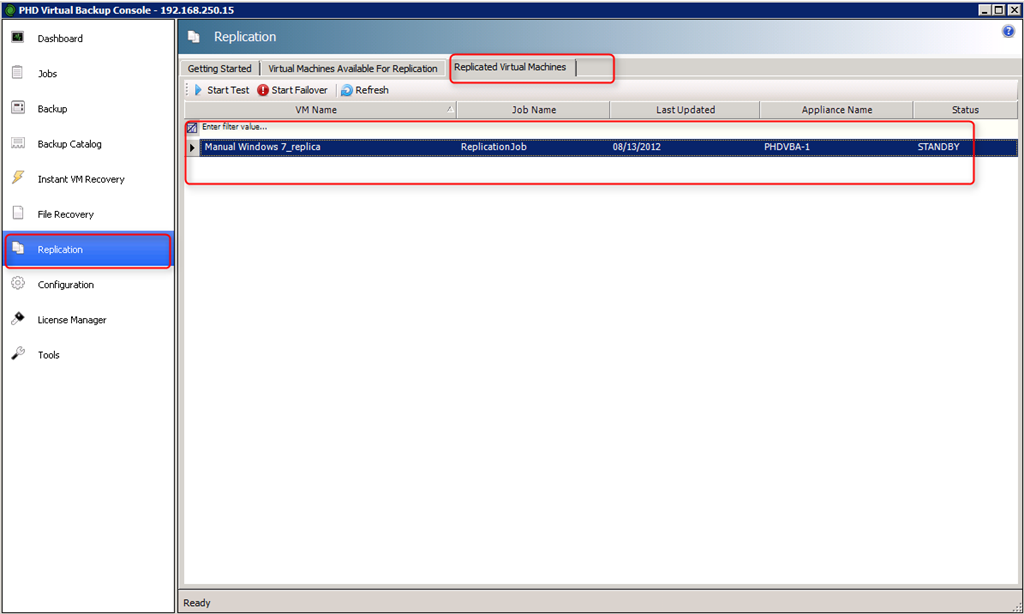 PHD Virtual Backup Console - 192.168.250.15
Dashboard
Jobs
Backup
Backup Catalog
Instant VM Recovery
File Recovery
Replication
Configuration
License Manager
Tools
Replication
?
Getting Started Virtual Machines Available For Replication Replicated Virtual Machines
Start Test Start Failover Refresh
VM Name Job Name Last Updated Appliance Name Status
Enter filter value...
Manual Windows 7_replica ReplicationJob 08/13/2012 PHDVBA-1 STANDBY
Ready